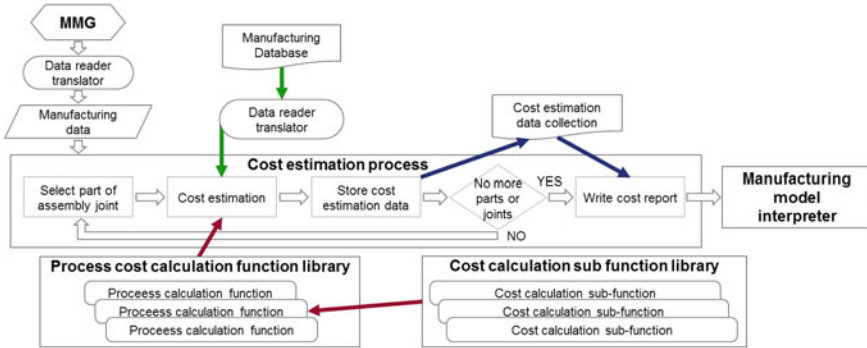 MMG
Data reader
translator
Manufacturing
data
Manufacturing
Database
Data reader
translator
Cost estimation
data collection
Cost estimation process
Select part of
assembly joint
Cost estimation
Store cost
estimation data
No more
parts or
joints
YES
NO
Write cost report
Manufacturing
model
interpreter
Process cost calculation function library
Proceess calculation function
Proceess calculation function
Proceess calculation function
Cost calculation sub function library
Cost calculation sub-function
Cost calculation sub-function
Cost calculation sub-function